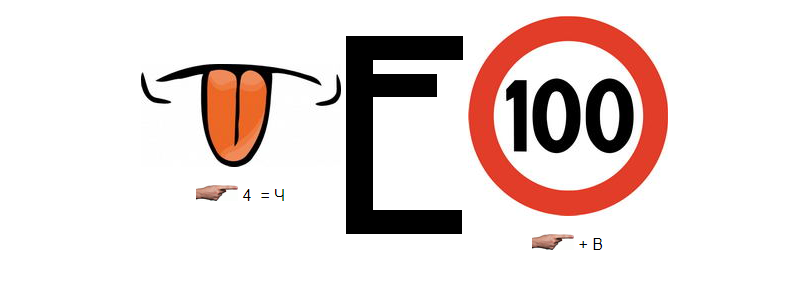 Е 100
4 = Ч
+ В